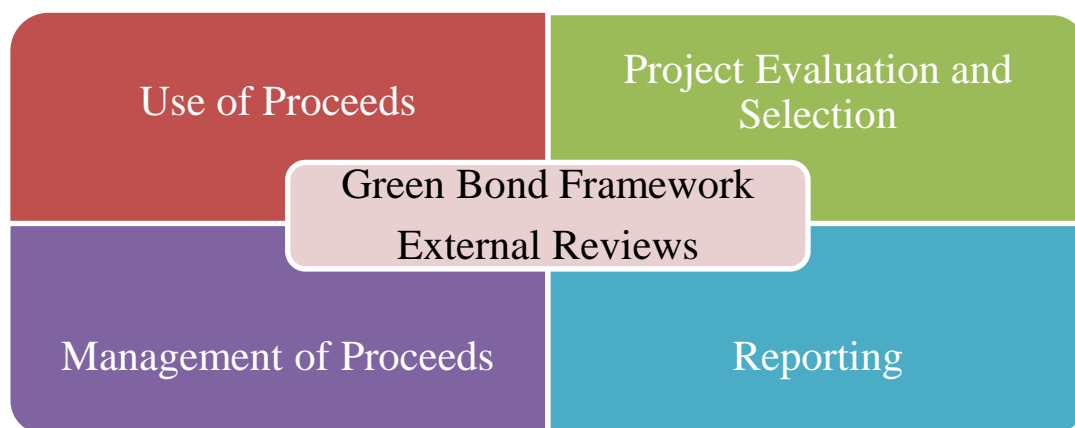 Use of Proceeds
Project Evaluation and
Selection
Green Bond Framework
External Reviews
Management of Proceeds
Reporting